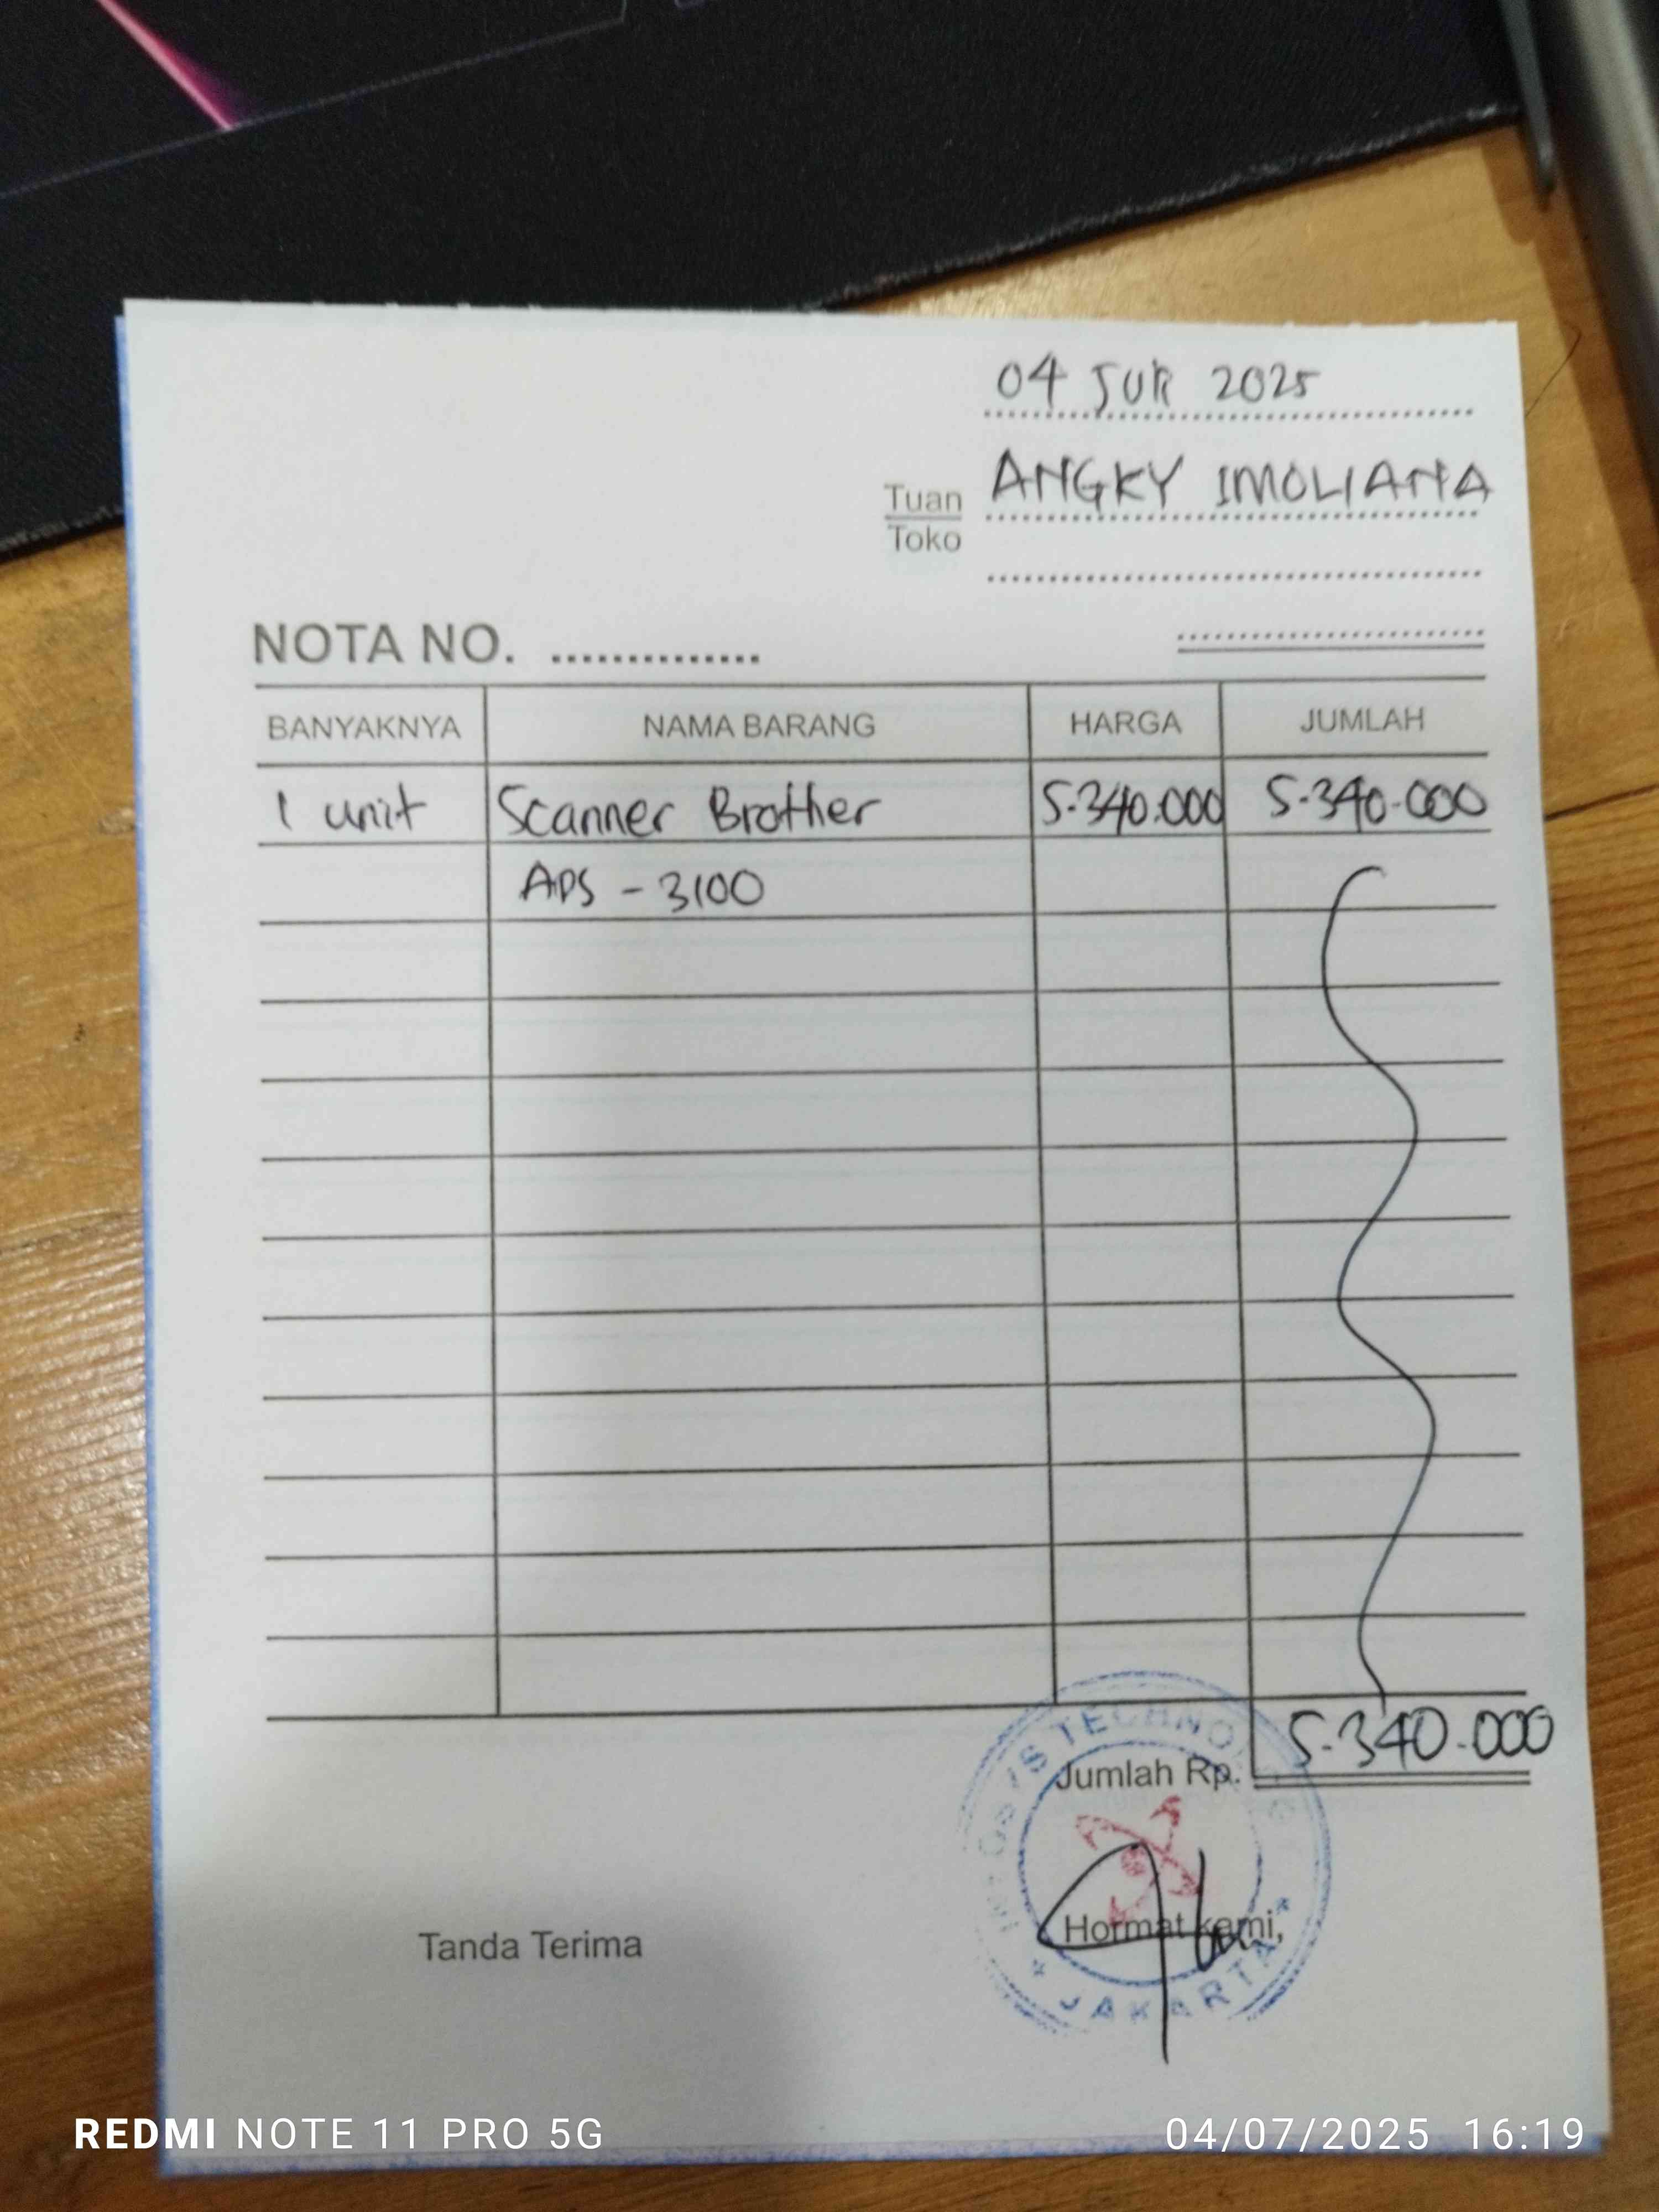 04 JUR 2025
Tuan ANGKY IMOLIANA
Toko
NOTA NO. ..............
BANYAKNYA NAMA BARANG HARGA JUMLAH
1 unit Scanner Brother 5.340.000 5.340.000
ADS - 3100
Jumlah Rp. 5.340.000
Tanda Terima Hormat kami,
JAKARTA
REDMI NOTE 11 PRO 5G 04/07/2025 16:19